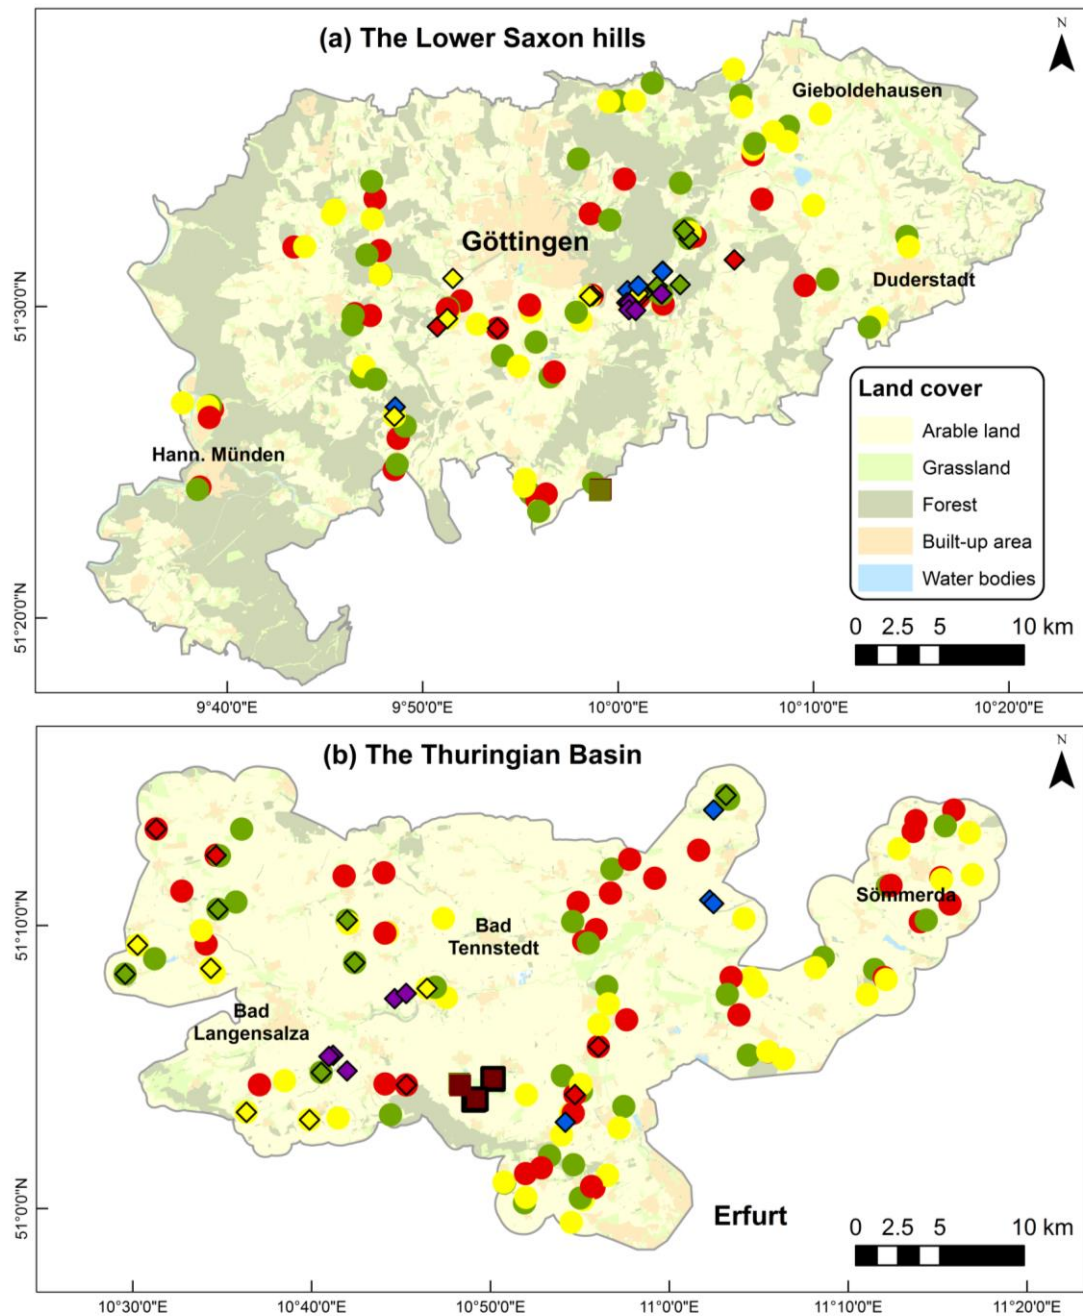 (a) The Lower Saxon hills
N
Gieboldehausen
Göttingen
Duderstadt
Hann. Münden
51°30'0"N
51°20'0"N
Land cover
Arable land
Grassland
Forest
Built-up area
Water bodies
0 2.5 5 10 km
9°40'0"E 9°50'0"E 10°0'0"E 10°10'0"E 10°20'0"E
(b) The Thuringian Basin
N
Sömmerda
Bad
Tennstedt
Bad
Langensalza
Erfurt
51°10'0"N
51°0'0"N
0 2.5 5 10 km
10°30'0"E 10°40'0"E 10°50'0"E 11°0'0"E 11°10'0"E 11°20'0"E